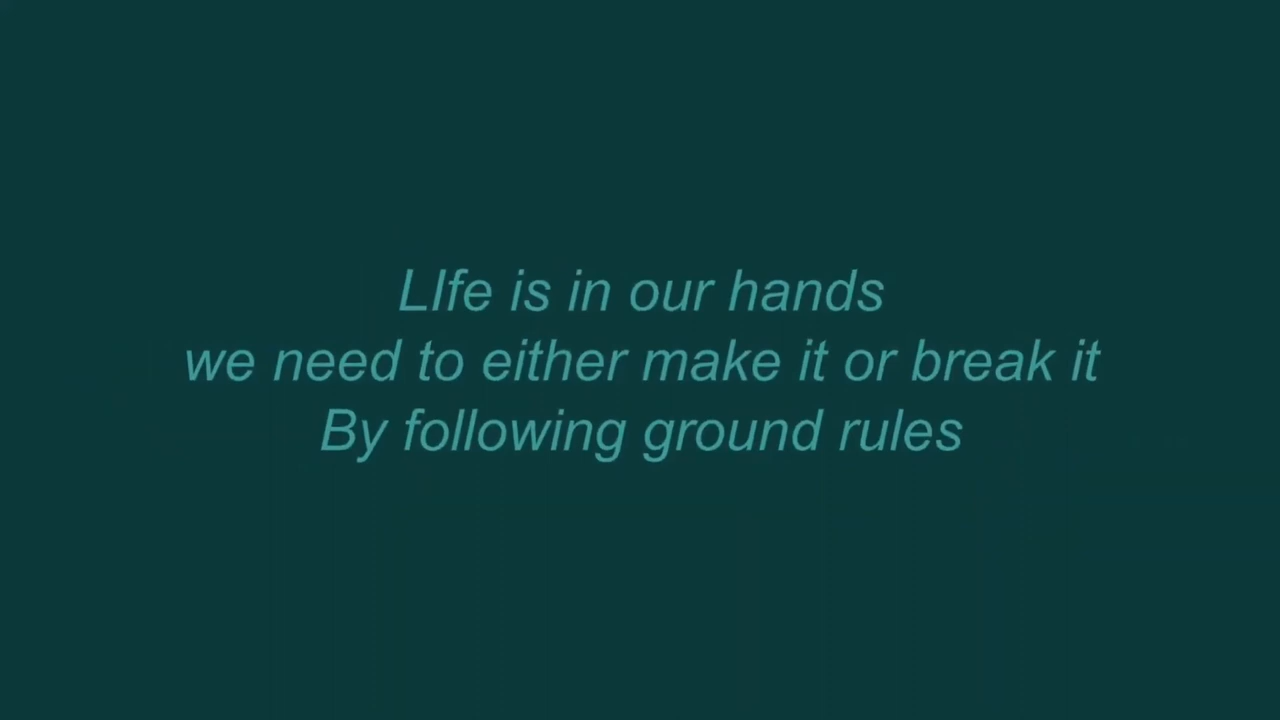 LIfe is in our hands
we need to either make it or break it
By following ground rules